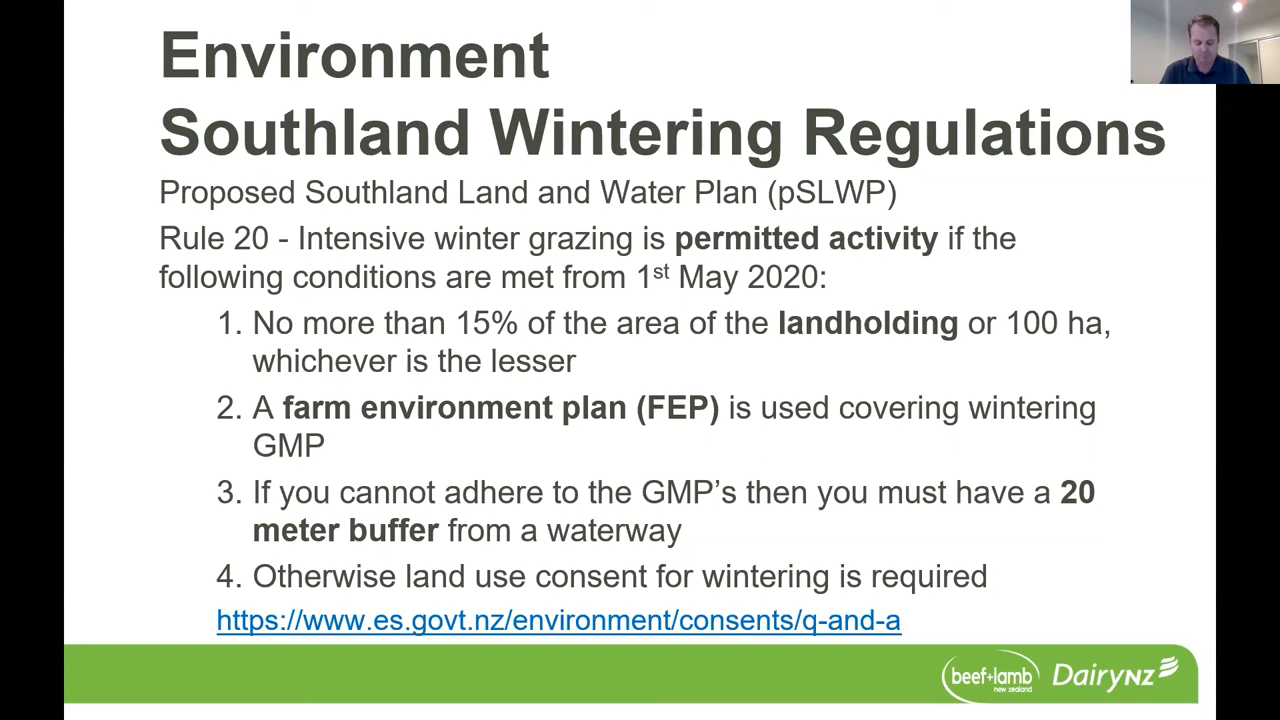 Environment
Southland Wintering Regulations
Proposed Southland Land and Water Plan (pSLWP)
Rule 20 - Intensive winter grazing is permitted activity if the
following conditions are met from 1st May 2020:
1. No more than 15% of the area of the landholding or 100 ha,
whichever is the lesser
2. A farm environment plan (FEP) is used covering wintering
GMP
3. If you cannot adhere to the GMP’s then you must have a 20
meter buffer from a waterway
4. Otherwise land use consent for wintering is required
https://www.es.govt.nz/environment/consents/q-and-a
beef+lamb
new zealand
DairyNZ